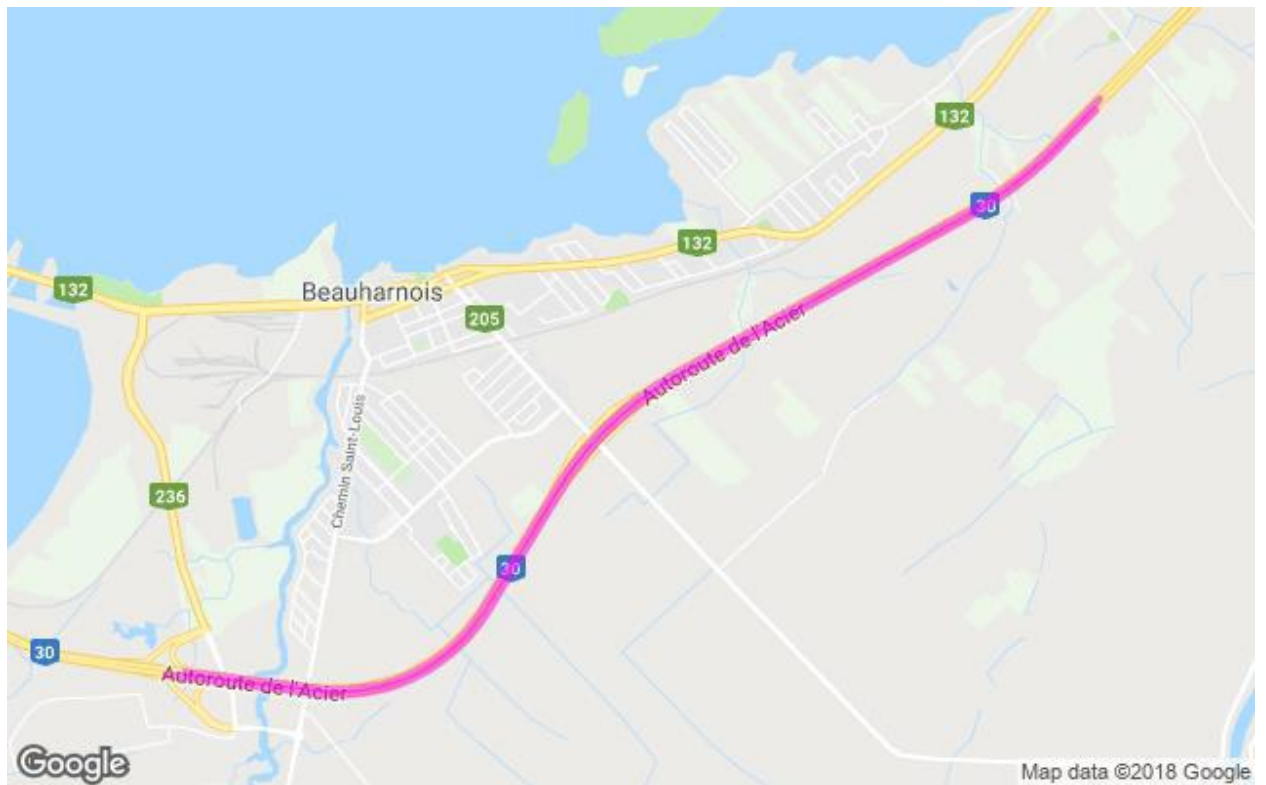 132
30
132
132
Beauharnois
205
Autoroute de l'Acier
Chemin Saint-Louis
236
30
30
Autoroute de l'Acier
Google
Map data ©2018 Google